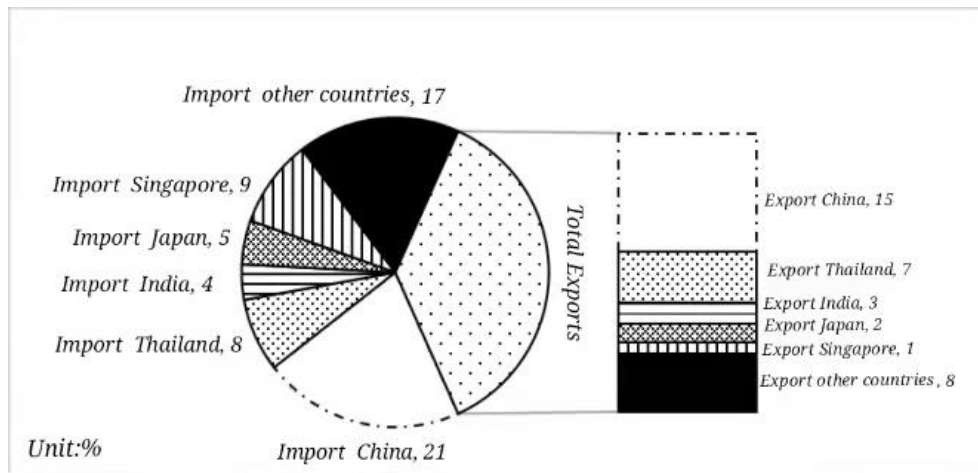 Import other countries, 17
Import Singapore, 9
Import Japan, 5
Import India, 4
Import Thailand, 8
Import China, 21
Total Exports
Export China, 15
Export Thailand, 7
Export India, 3
Export Japan, 2
Export Singapore, 1
Export other countries, 8
Unit:%